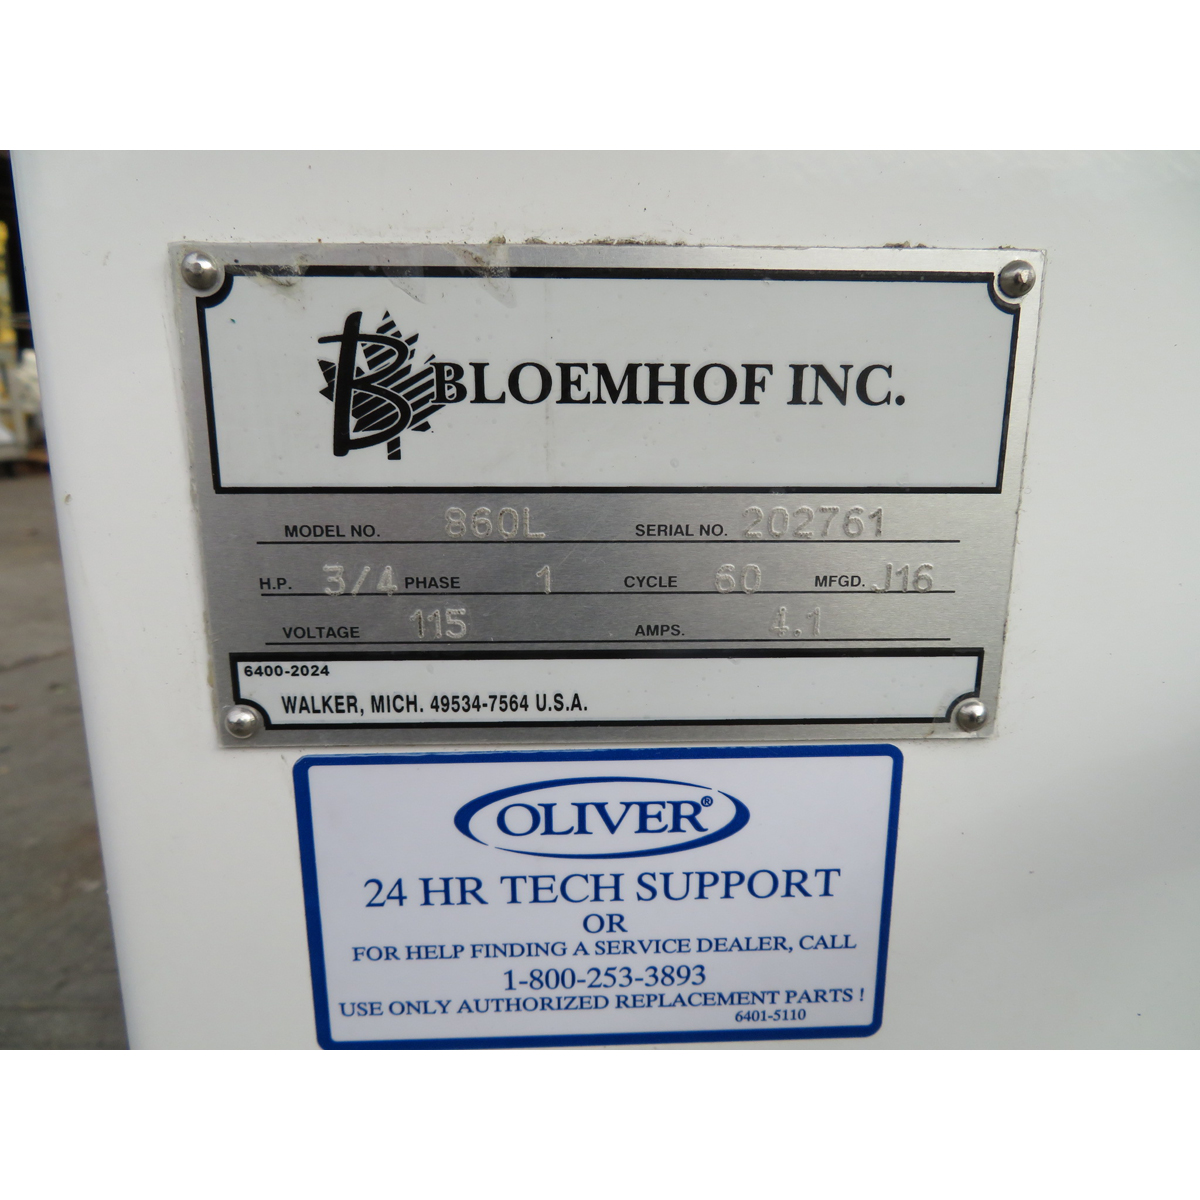 B BLOEMHOF INC.
MODEL NO. 860L SERIAL NO. 202761
H.P. 3/4 PHASE 1 CYCLE 60 MFGD. J16
VOLTAGE 115 AMPS. 4.1
6400-2024
WALKER, MICH. 49534-7564 U.S.A.
OLIVER®
24 HR TECH SUPPORT
OR
FOR HELP FINDING A SERVICE DEALER, CALL
1-800-253-3893
USE ONLY AUTHORIZED REPLACEMENT PARTS !
6401-5110